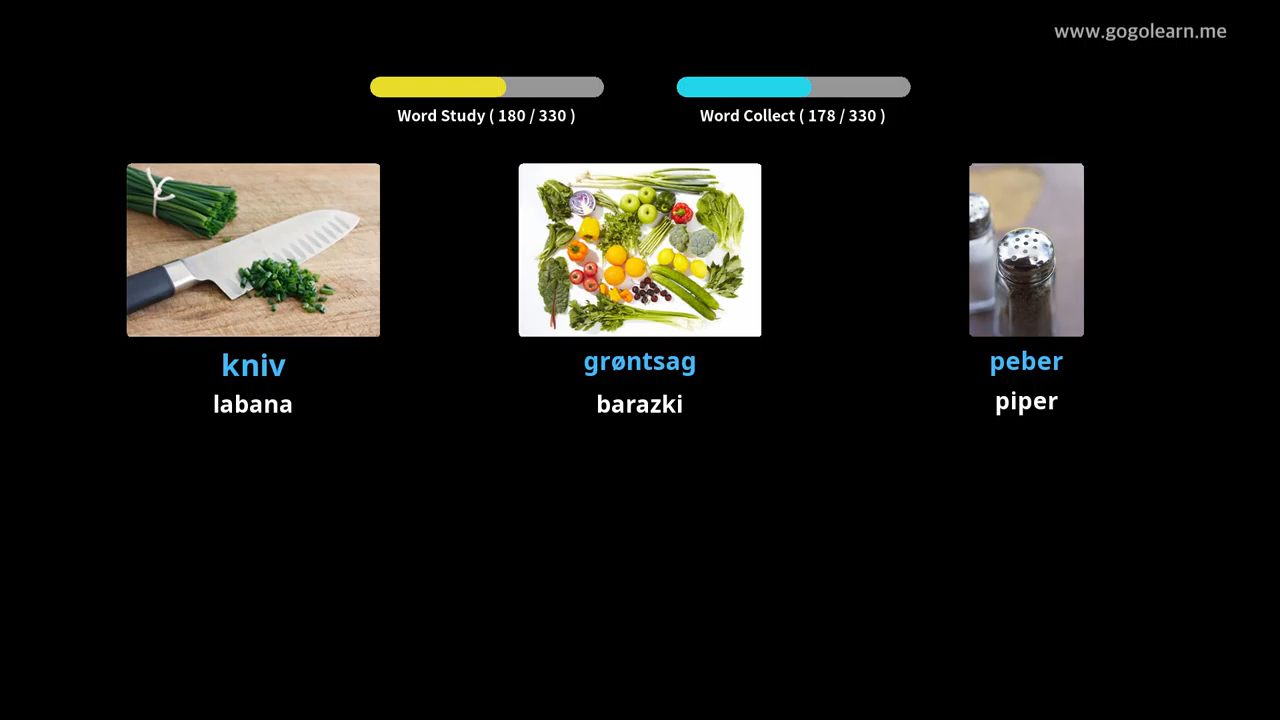 www.gogolearn.me
Word Study ( 180 / 330 )
Word Collect ( 178 / 330 )
kniv
labana
grøntsag
barazki
peber
piper